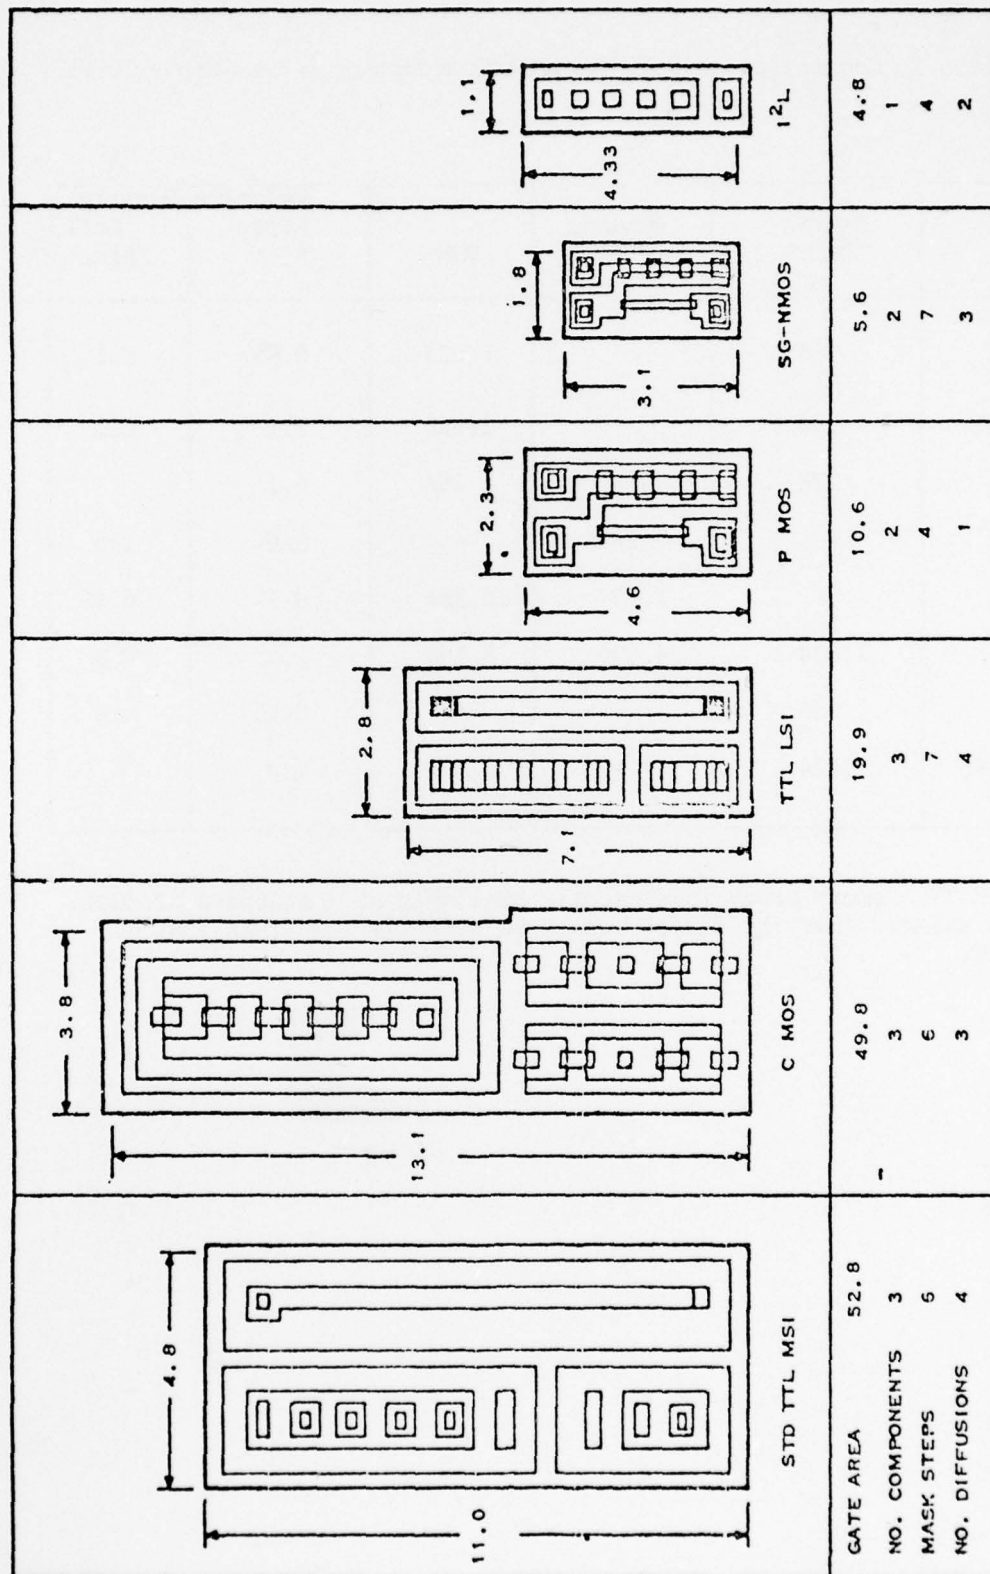 4.8
11.0
STD TTL MSI
3.8
13.1
C MOS
2.8
7.1
TTL LSI
2.3
4.6
P MOS
1.8
3.1
SG-NMOS
1.1
4.33
I²L
GATE AREA 52.8 49.8 19.9 10.6 5.6 4.8
NO. COMPONENTS 3 3 3 2 2 1
MASK STEPS 5 6 7 4 7 4
NO. DIFFUSIONS 4 3 4 1 3 2